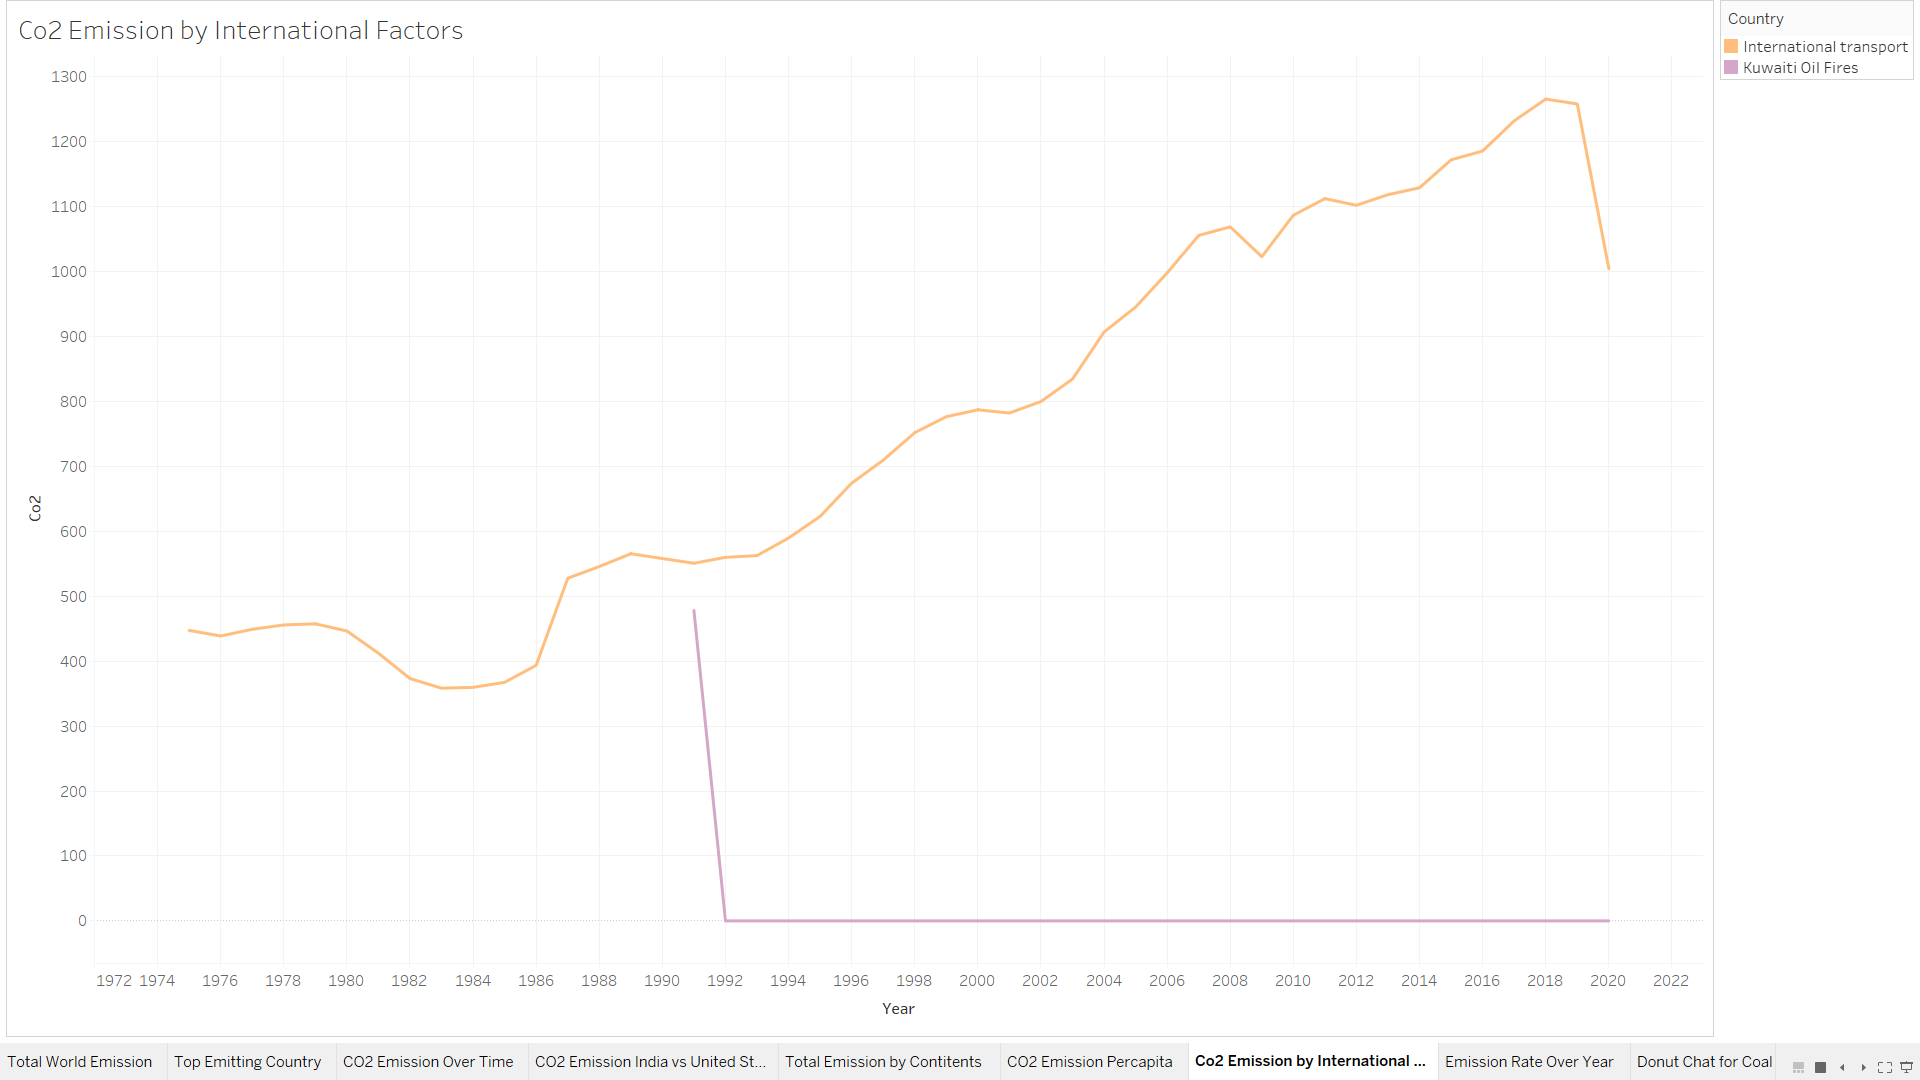 Co2 Emission by International Factors
Country
International transport
Kuwaiti Oil Fires
1300
1200
1100
1000
900
800
700
600
500
400
300
200
100
0
Co2
1972 1974 1976 1978 1980 1982 1984 1986 1988 1990 1992 1994 1996 1998 2000 2002 2004 2006 2008 2010 2012 2014 2016 2018 2020 2022
Year
Total World Emission Top Emitting Country CO2 Emission Over Time CO2 Emission India vs United St... Total Emission by Contitents CO2 Emission Percapita Co2 Emission by International ... Emission Rate Over Year Donut Chat for Coal